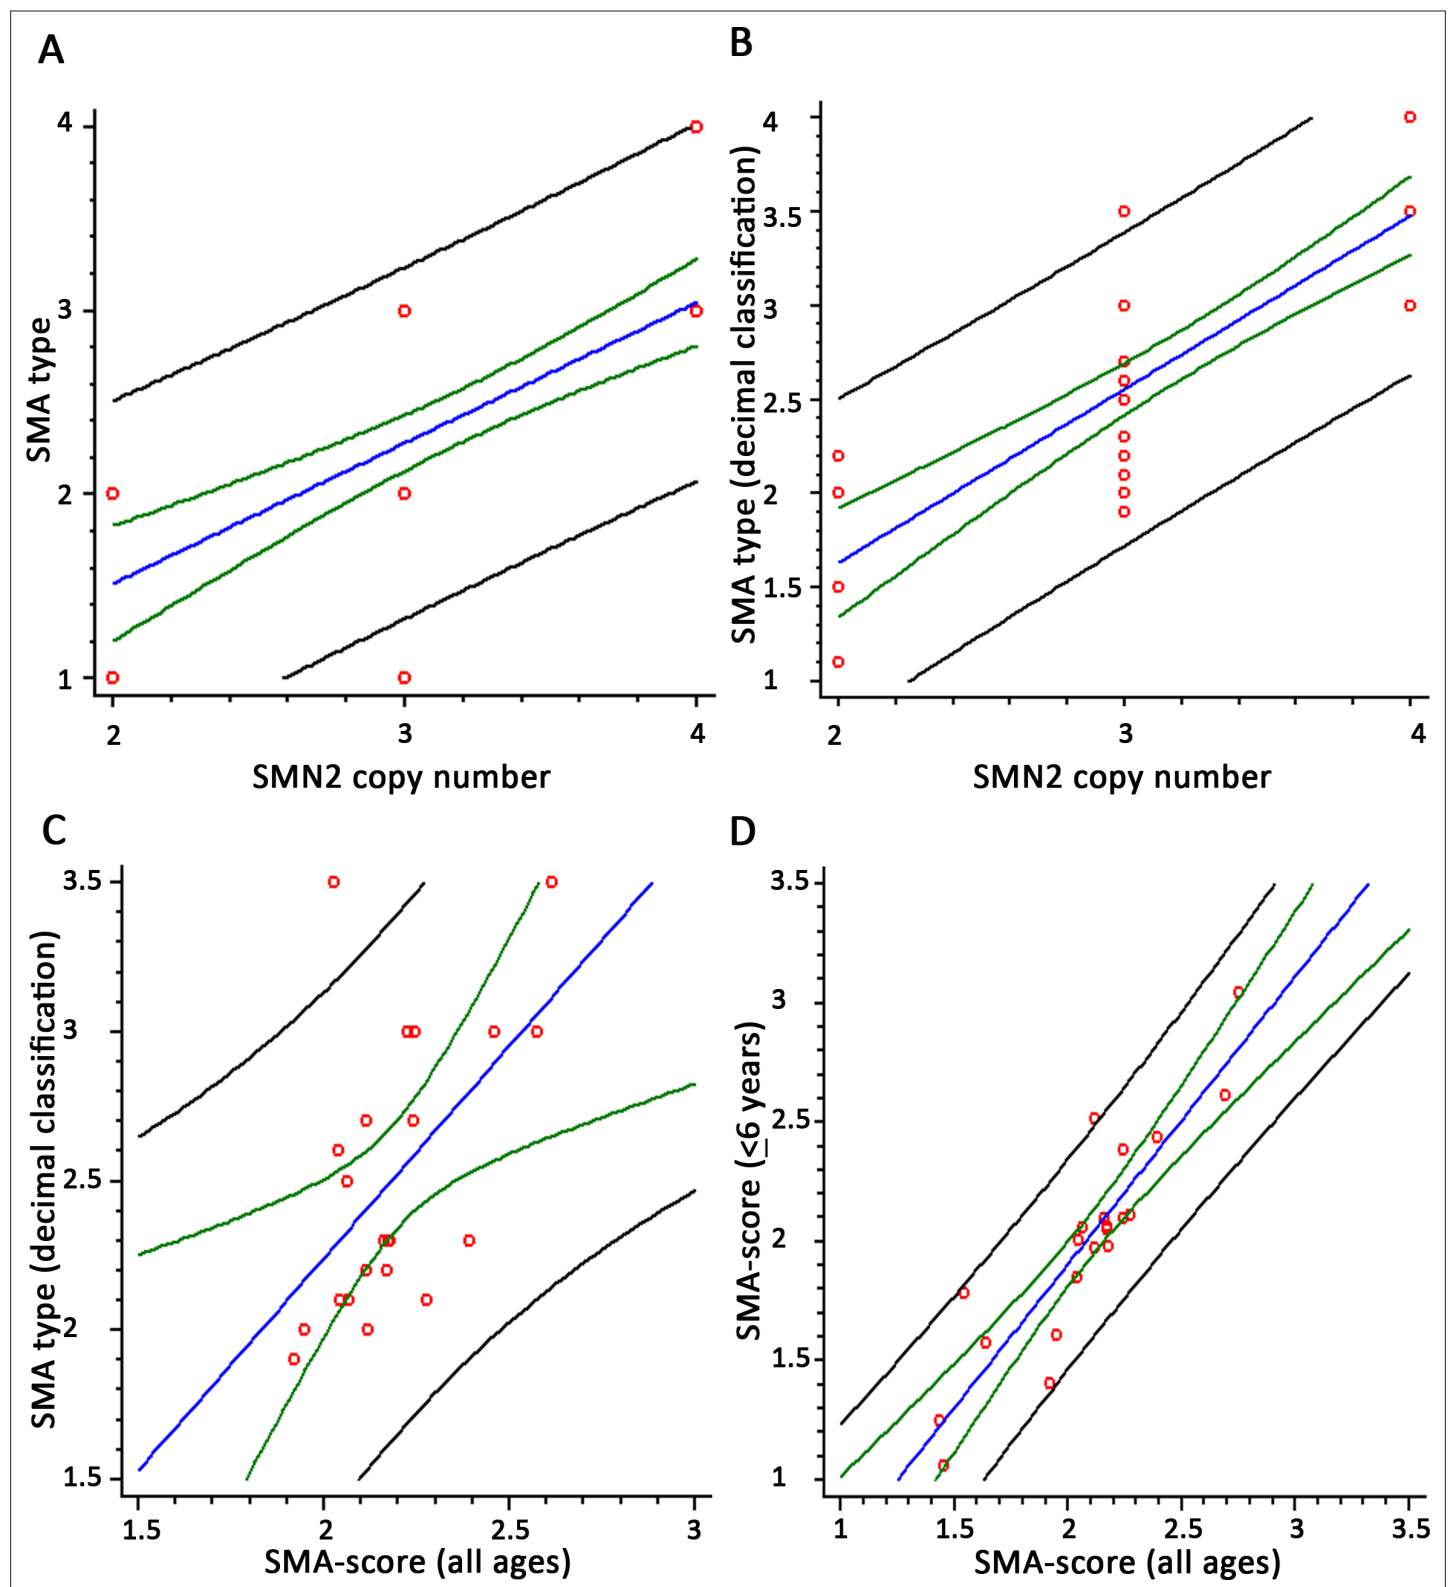 A
4
3
2
1
SMA type
2 3 4
SMN2 copy number
B
4
3.5
3
2.5
2
1.5
1
SMA type (decimal classification)
2 3 4
SMN2 copy number
C
3.5
3
2.5
2
1.5
SMA type (decimal classification)
1.5 2 2.5 3
SMA-score (all ages)
D
3.5
3
2.5
2
1.5
1
SMA-score (<6 years)
1 1.5 2 2.5 3 3.5
SMA-score (all ages)